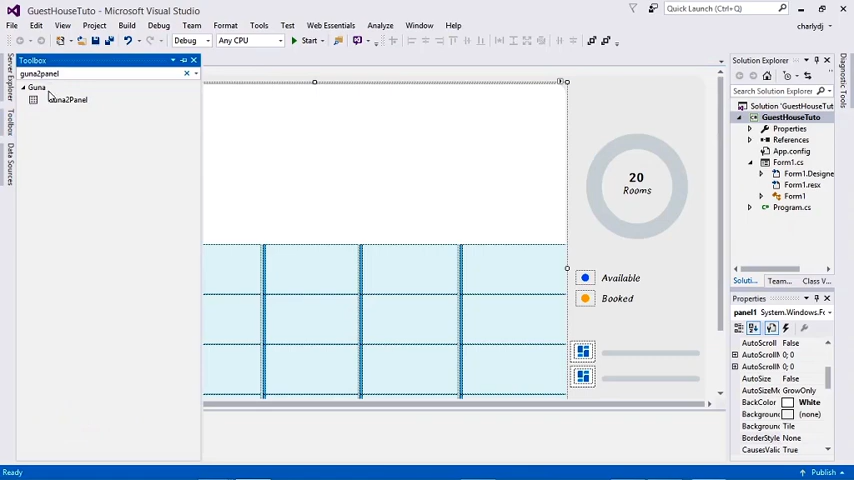 GuestHouseTuto - Microsoft Visual Studio
Quick Launch (Ctrl+Q)
File Edit View Project Build Debug Team Format Tools Test Web Essentials Analyze Window Help
charlydj
Debug Any CPU Start
Toolbox
Solution Explorer
guna2panel
Guna
Guna2Panel
Search Solution Explorer
Solution 'GuestHouseTut
GuestHouseTuto
Properties
References
App.config
Form1.cs
Form1.Designe
Form1.resx
Form1
Program.cs
Server Explorer
Toolbox
Data Sources
Diagnostic Tools
20
Rooms
Available
Booked
Soluti... Team... Class V...
Properties
panel1 System.Windows.Fo
AutoScroll False
AutoScrollM 0; 0
AutoScrollM 0; 0
AutoSize False
AutoSizeMo GrowOnly
BackColor White
Background (none)
Background Tile
BorderStyle None
CausesValid True
Ready
Publish